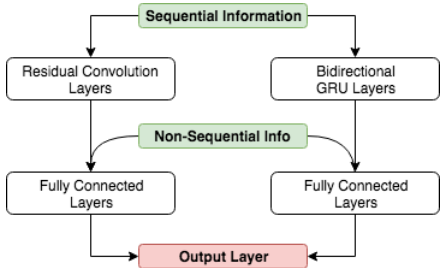 Sequential Information
Residual Convolution
Layers
Bidirectional
GRU Layers
Non-Sequential Info
Fully Connected
Layers
Fully Connected
Layers
Output Layer